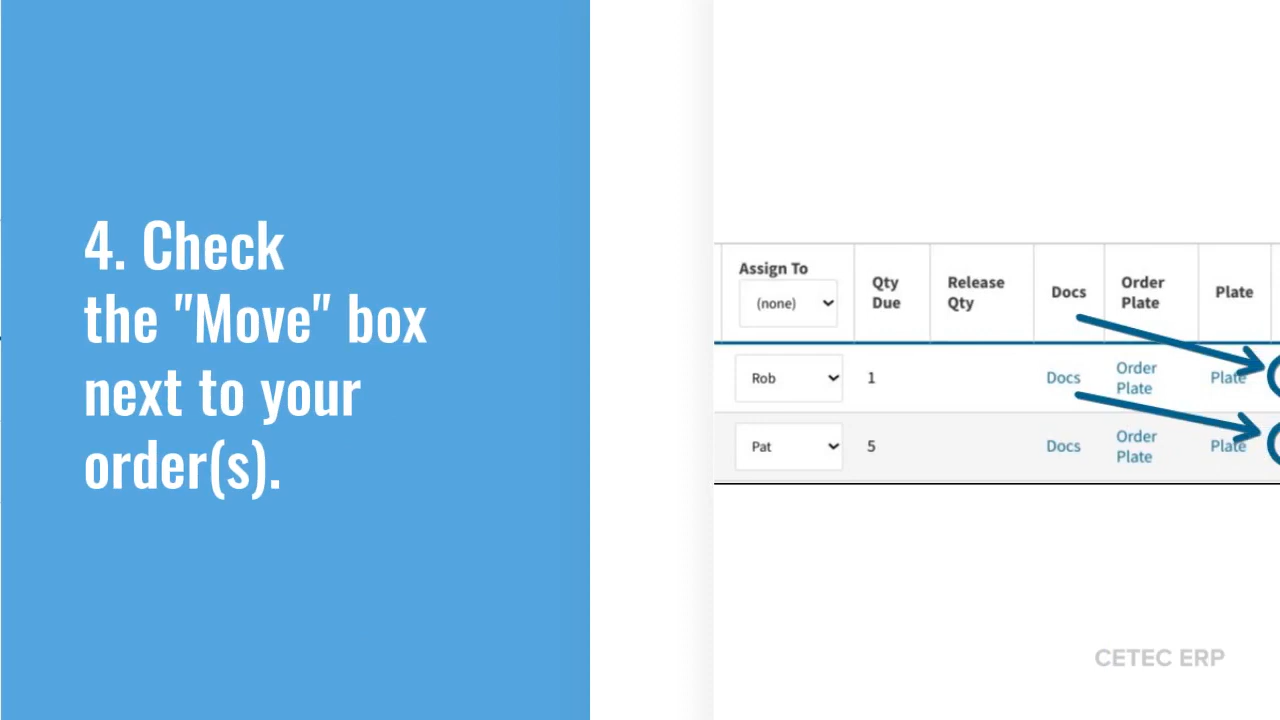 4. Check
the "Move" box
next to your
order(s).
Assign To
(none)
Qty
Due
Release
Qty
Docs
Order
Plate
Plate
Rob
1
Docs
Order
Plate
Plate
Pat
5
Docs
Order
Plate
Plate
CETEC ERP